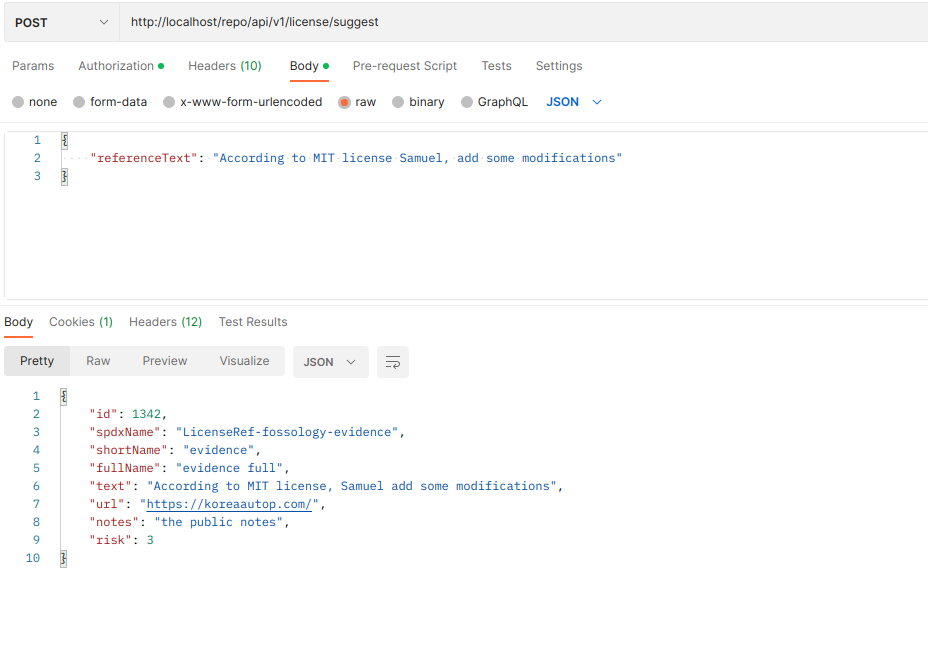 POST http://localhost/repo/api/v1/license/suggest
Params Authorization Headers (10) Body Pre-request Script Tests Settings
none form-data x-www-form-urlencoded raw binary GraphQL JSON
1 {
2 "referenceText": "According to MIT license Samuel, add some modifications"
3 }
Body Cookies (1) Headers (12) Test Results
Pretty Raw Preview Visualize JSON
1 {
2 "id": 1342,
3 "spdxName": "LicenseRef-fossology-evidence",
4 "shortName": "evidence",
5 "fullName": "evidence full",
6 "text": "According to MIT license, Samuel add some modifications",
7 "url": "https://koreaautop.com/",
8 "notes": "the public notes",
9 "risk": 3
10 }